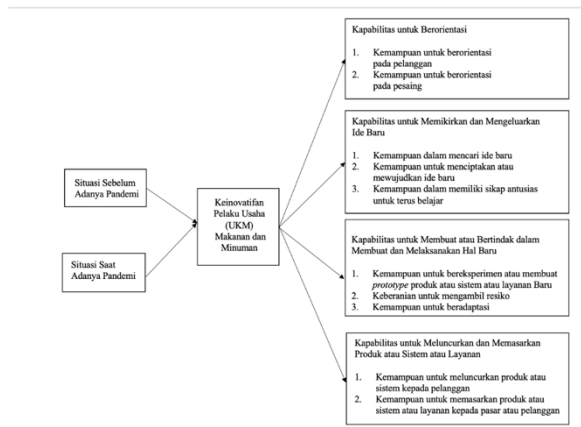 Situasi Sebelum
Adanya Pandemi
Situasi Saat
Adanya Pandemi
Keinovatifan
Pelaku Usaha
(UKM)
Makanan dan
Minuman
Kapabilitas untuk Berorientasi
1. Kemampuan untuk berorientasi
pada pelanggan
2. Kemampuan untuk berorientasi
pada pesaing
Kapabilitas untuk Memikirkan dan Mengeluarkan
Ide Baru
1. Kemampuan dalam mencari ide baru
2. Kemampuan untuk menciptakan atau
mewujudkan ide baru
3. Kemampuan dalam memiliki sikap antusias
untuk terus belajar
Kapabilitas untuk Membuat atau Bertindak dalam
Membuat dan Melaksanakan Hal Baru
1. Kemampuan untuk bereksperimen atau membuat
prototype produk atau sistem atau layanan Baru
2. Keberanian untuk mengambil resiko
3. Kemampuan untuk beradaptasi
Kapabilitas untuk Meluncurkan dan Memasarkan
Produk atau Sistem atau Layanan
1. Kemampuan untuk meluncurkan produk atau
sistem kepada pelanggan
2. Kemampuan untuk memasarkan produk atau
sistem atau layanan kepada pasar atau pelanggan